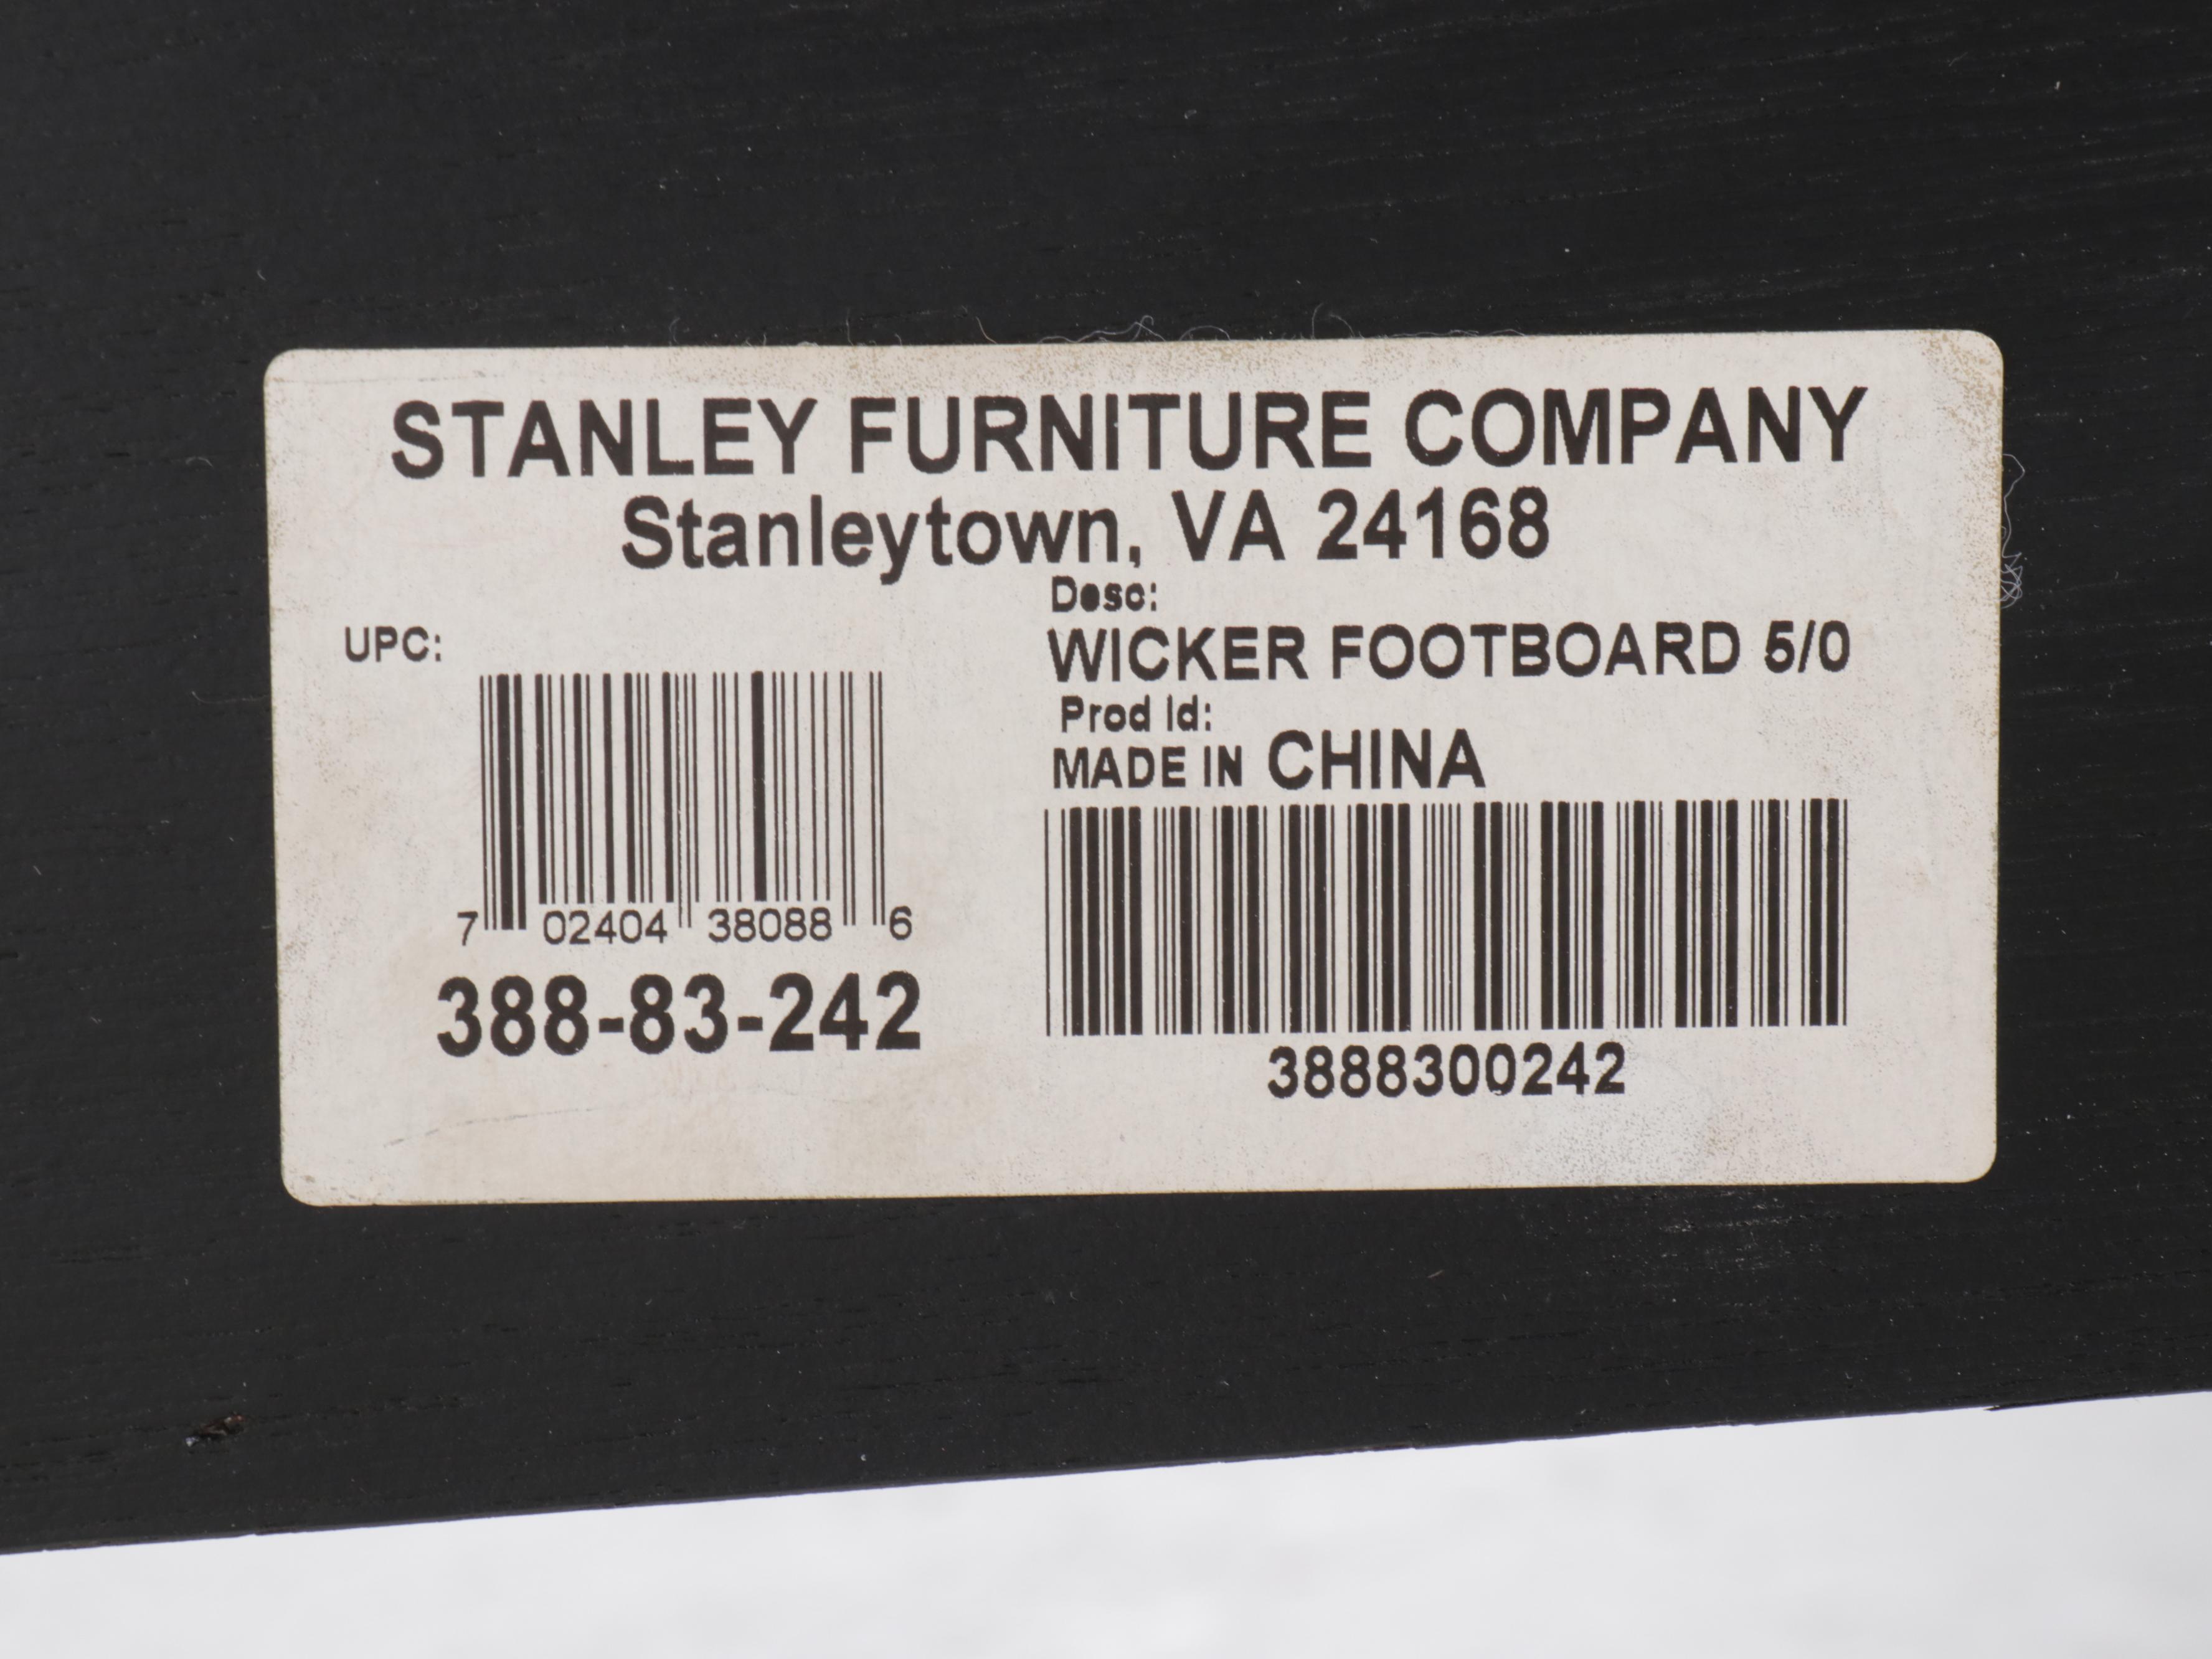 STANLEY FURNITURE COMPANY
Stanleytown, VA 24168
UPC:
7 02404 38088 6
388-83-242
Desc:
WICKER FOOTBOARD 5/0
Prod Id:
MADE IN CHINA
3888300242